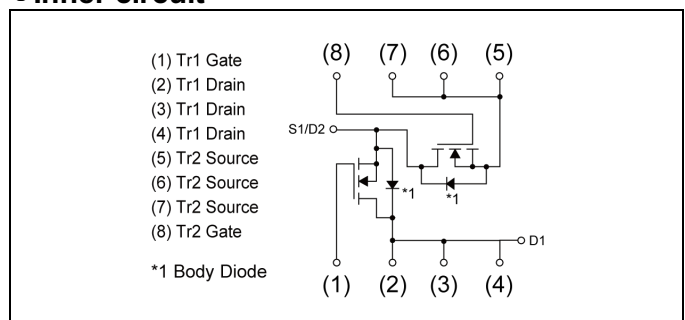 (1) Tr1 Gate
(2) Tr1 Drain
(3) Tr1 Drain
(4) Tr1 Drain
(5) Tr2 Source
(6) Tr2 Source
(7) Tr2 Source
(8) Tr2 Gate
*1 Body Diode
(8) (7) (6) (5)
S1/D2
*1
*1
D1
(1) (2) (3) (4)